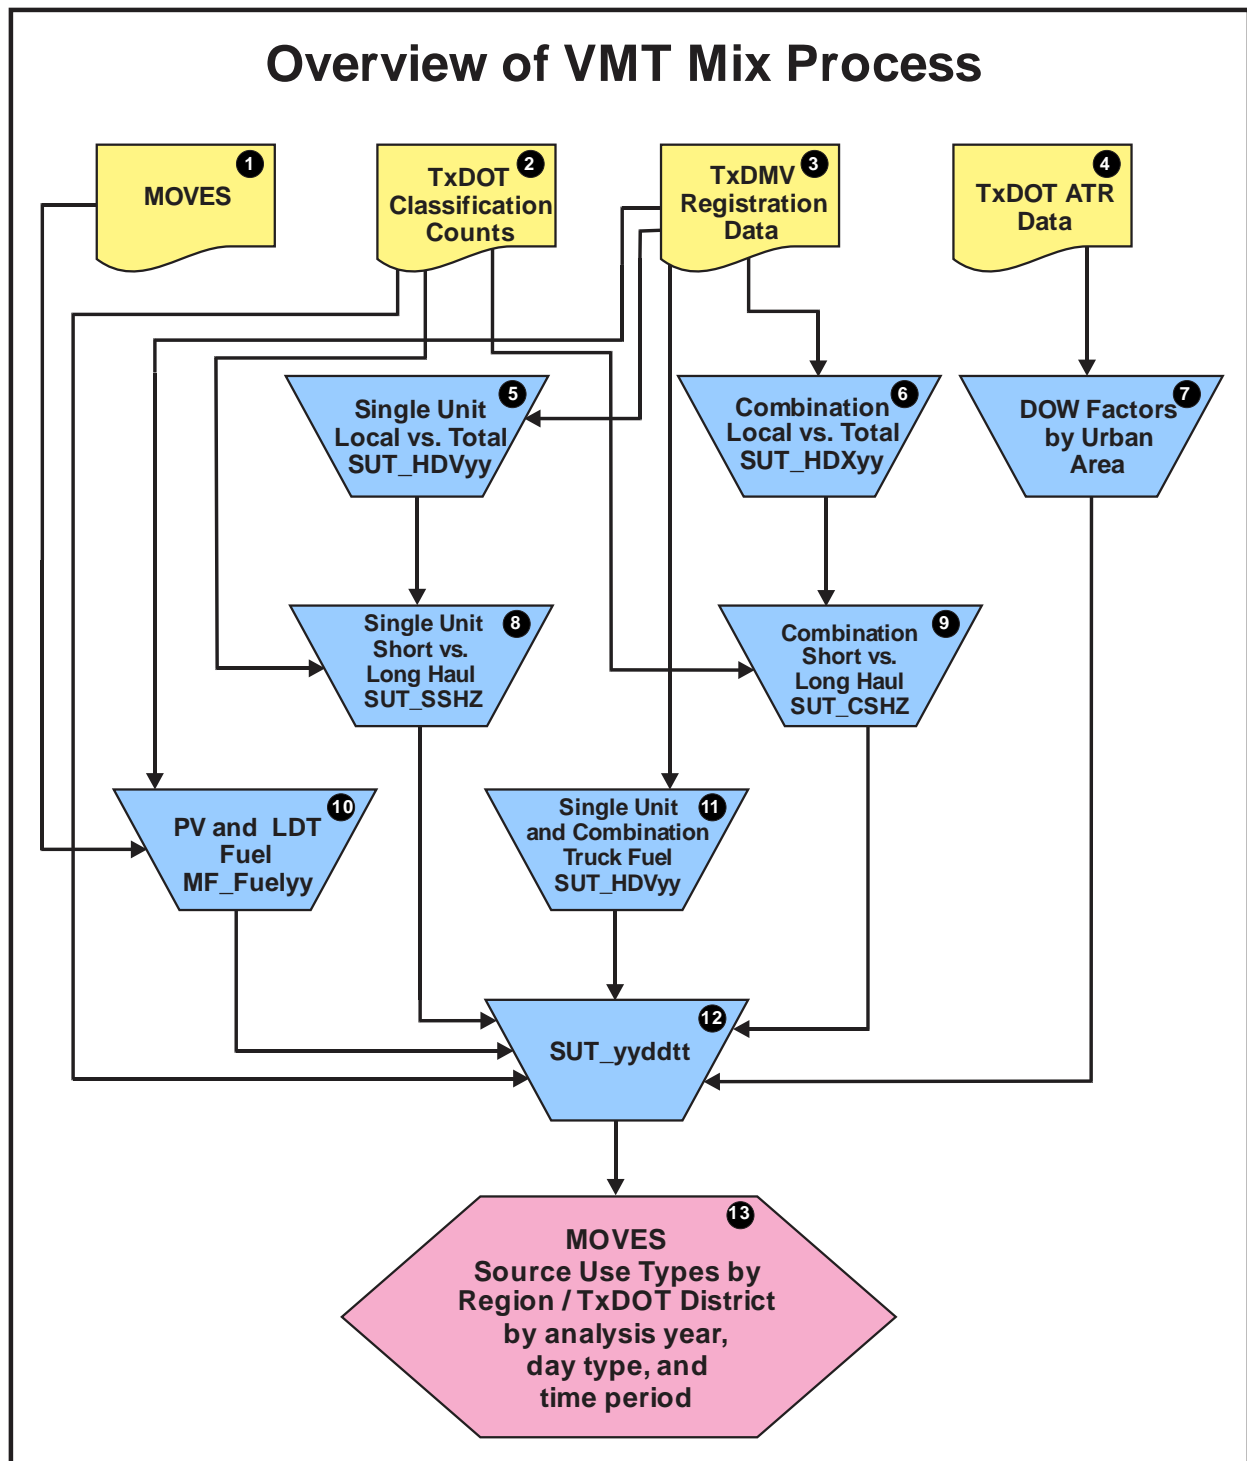 Overview of VMT Mix Process
1
MOVES
2
TxDOT
Classification
Counts
3
TxDMV
Registration
Data
4
TxDOT ATR
Data
5
Single Unit
Local vs. Total
SUT_HDVyy
6
Combination
Local vs. Total
SUT_HDXyy
7
DOW Factors
by Urban
Area
8
Single Unit
Short vs.
Long Haul
SUT_SSHZ
9
Combination
Short vs.
Long Haul
SUT_CSHZ
10
PV and LDT
Fuel
MF_Fuelyy
11
Single Unit
and Combination
Truck Fuel
SUT_HDVyy
12
SUT_yyddtt
13
MOVES
Source Use Types by
Region / TxDOT District
by analysis year,
day type, and
time period